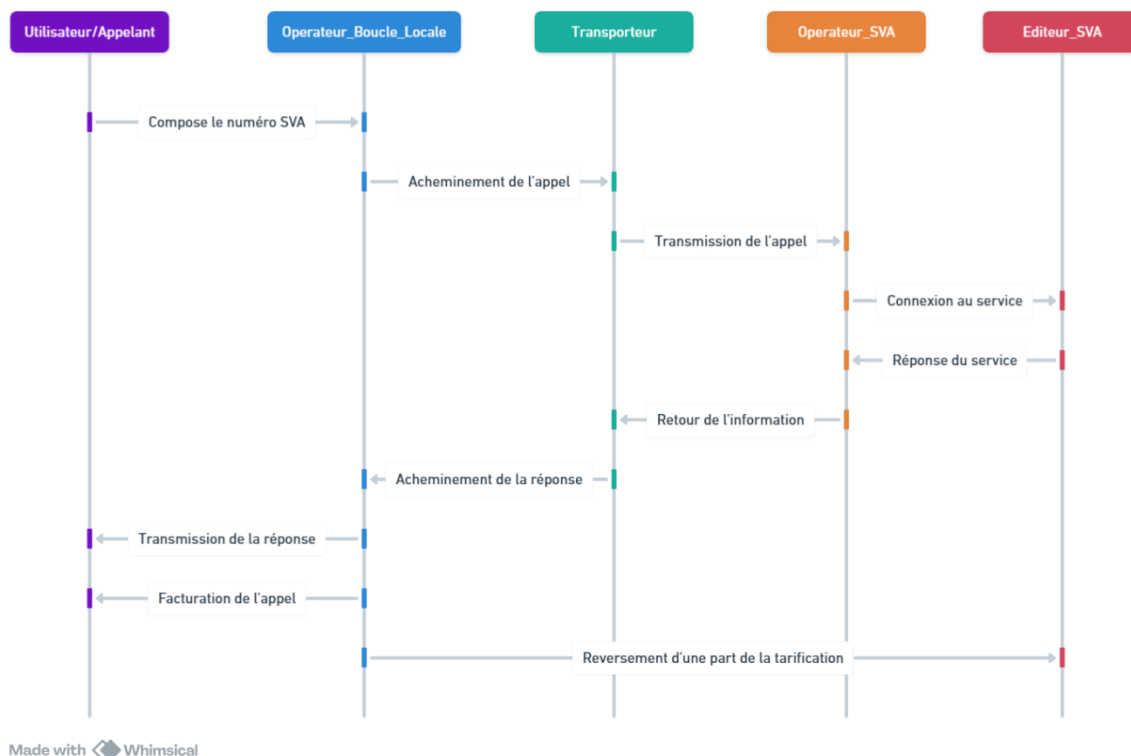 Utilisateur/Appelant
Operateur_Boucle_Locale
Transporteur
Operateur_SVA
Editeur_SVA
Compose le numéro SVA
Acheminement de l'appel
Transmission de l'appel
Connexion au service
Réponse du service
Retour de l'information
Acheminement de la réponse
Transmission de la réponse
Facturation de l'appel
Reversement d'une part de la tarification
Made with Whimsical